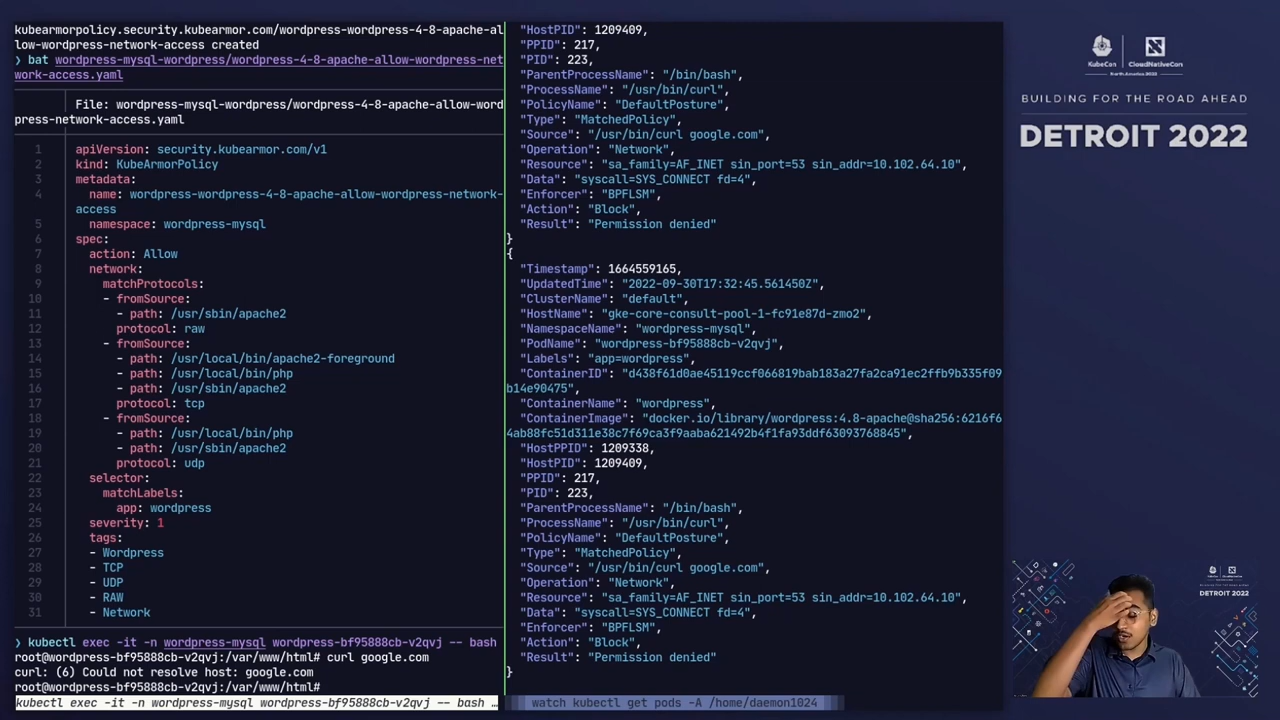 kubearmorpolicy.security.kubearmor.com/wordpress-wordpress-4-8-apache-al
low-wordpress-network-access created
❯ bat wordpress-mysql-wordpress/wordpress-4-8-apache-allow-wordpress-net
work-access.yaml
File: wordpress-mysql-wordpress/wordpress-4-8-apache-allow-word
press-network-access.yaml
1 apiVersion: security.kubearmor.com/v1
2 kind: KubeArmorPolicy
3 metadata:
4 name: wordpress-wordpress-4-8-apache-allow-wordpress-network-
access
5 namespace: wordpress-mysql
6 spec:
7 action: Allow
8 network:
9 matchProtocols:
10 - fromSource:
11 - path: /usr/sbin/apache2
12 protocol: raw
13 - fromSource:
14 - path: /usr/local/bin/apache2-foreground
15 - path: /usr/local/bin/php
16 - path: /usr/sbin/apache2
17 protocol: tcp
18 - fromSource:
19 - path: /usr/local/bin/php
20 - path: /usr/sbin/apache2
21 protocol: udp
22 selector:
23 matchLabels:
24 app: wordpress
25 severity: 1
26 tags:
27 - Wordpress
28 - TCP
29 - UDP
30 - RAW
31 - Network
❯ kubectl exec -it -n wordpress-mysql wordpress-bf95888cb-v2qvj -- bash
root@wordpress-bf95888cb-v2qvj:/var/www/html# curl google.com
curl: (6) Could not resolve host: google.com
root@wordpress-bf95888cb-v2qvj:/var/www/html#
kubectl exec -it -n wordpress-mysql wordpress-bf95888cb-v2qvj -- bash …
"HostPID": 1209409,
"PPID": 217,
"PID": 223,
"ParentProcessName": "/bin/bash",
"ProcessName": "/usr/bin/curl",
"PolicyName": "DefaultPosture",
"Type": "MatchedPolicy",
"Source": "/usr/bin/curl google.com",
"Operation": "Network",
"Resource": "sa_family=AF_INET sin_port=53 sin_addr=10.102.64.10",
"Data": "syscall=SYS_CONNECT fd=4",
"Enforcer": "BPFLSM",
"Action": "Block",
"Result": "Permission denied"
}
{
"Timestamp": 1664559165,
"UpdatedTime": "2022-09-30T17:32:45.561450Z",
"ClusterName": "default",
"HostName": "gke-core-consult-pool-1-fc91e87d-zmo2",
"NamespaceName": "wordpress-mysql",
"PodName": "wordpress-bf95888cb-v2qvj",
"Labels": "app=wordpress",
"ContainerID": "d438f61d0ae45119ccf066819bab183a27fa2ca91ec2ffb9b335f09
b14e90475",
"ContainerName": "wordpress",
"ContainerImage": "docker.io/library/wordpress:4.8-apache@sha256:6216f6
4ab88fc51d311e38c7f69ca3f9aaba621492b4f1fa93ddf63093768845",
"HostPPID": 1209338,
"HostPID": 1209409,
"PPID": 217,
"PID": 223,
"ParentProcessName": "/bin/bash",
"ProcessName": "/usr/bin/curl",
"PolicyName": "DefaultPosture",
"Type": "MatchedPolicy",
"Source": "/usr/bin/curl google.com",
"Operation": "Network",
"Resource": "sa_family=AF_INET sin_port=53 sin_addr=10.102.64.10",
"Data": "syscall=SYS_CONNECT fd=4",
"Enforcer": "BPFLSM",
"Action": "Block",
"Result": "Permission denied"
}
watch kubectl get pods -A /home/daemon1024
KubeCon CloudNativeCon
North America 2022
BUILDING FOR THE ROAD AHEAD
DETROIT 2022
DETROIT 2022